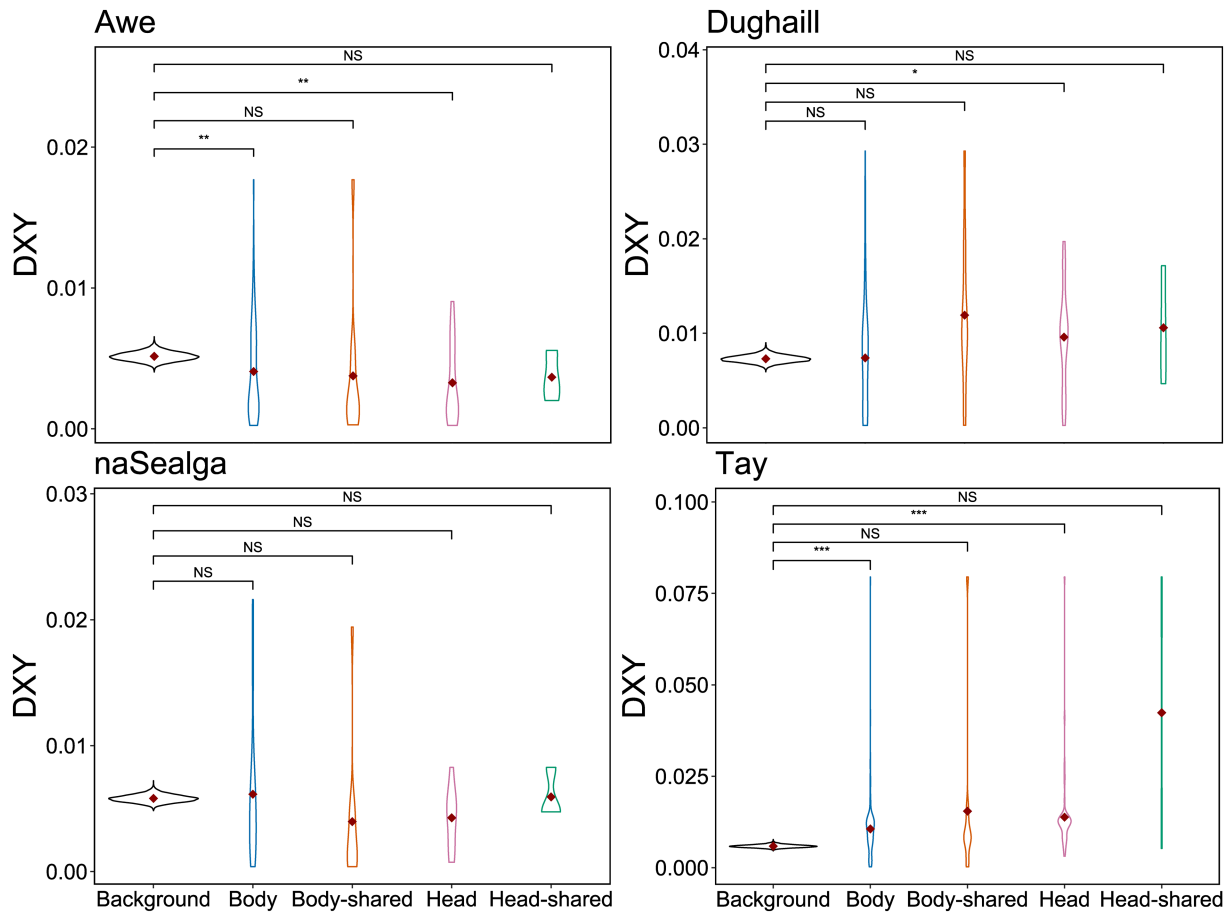 Awe
DXY
0.02
0.01
0.00
NS
**
NS
**
Dughaill
DXY
0.04
0.03
0.02
0.01
0.00
NS
*
NS
NS
naSealga
DXY
0.03
0.02
0.01
0.00
NS
NS
NS
NS
Background Body Body-shared Head Head-shared
Tay
DXY
0.100
0.075
0.050
0.025
0.000
NS
***
NS
***
Background Body Body-shared Head Head-shared